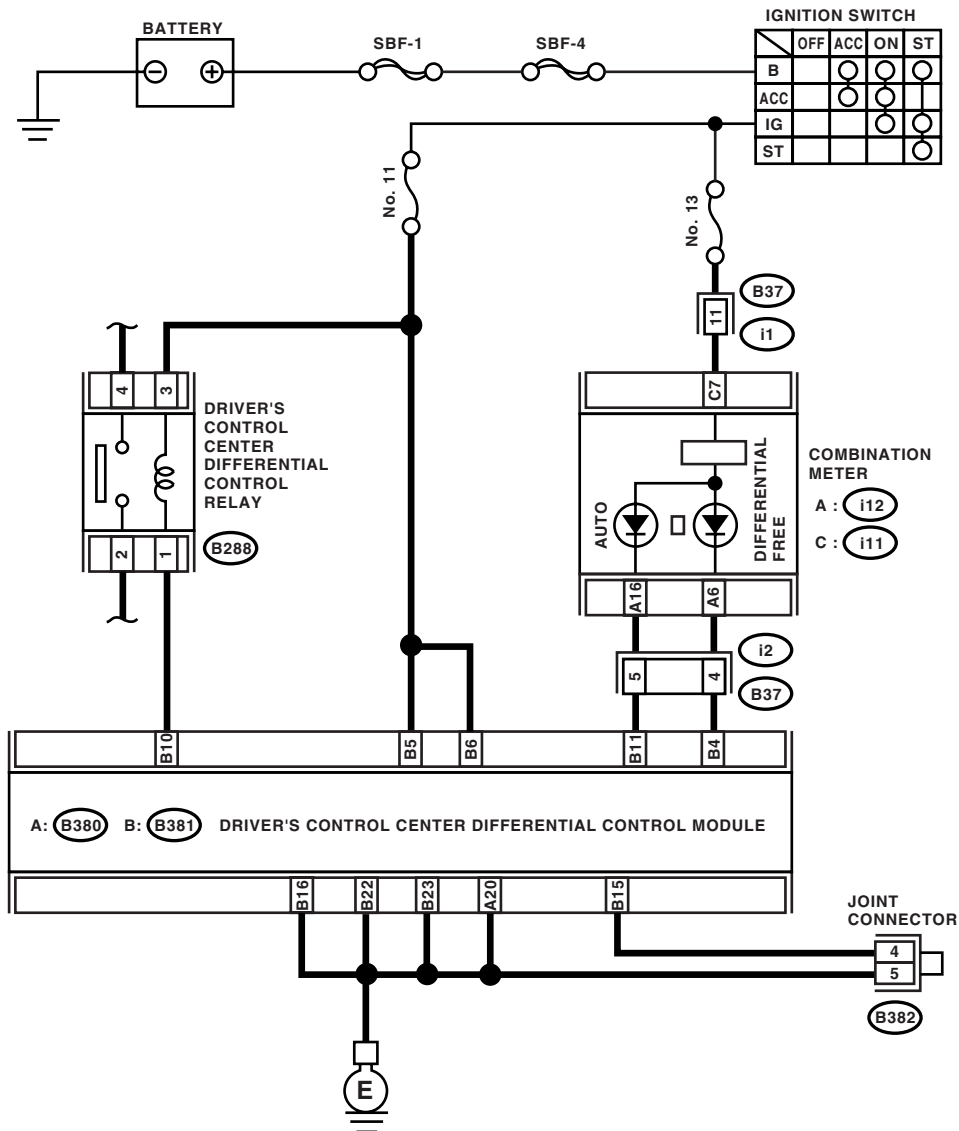 BATTERY
SBF-1
SBF-4
IGNITION SWITCH
OFF ACC ON ST
B
ACC
IG
ST
No. 11
No. 13
B37
11
i1
4
3
DRIVER'S
CONTROL
CENTER
DIFFERENTIAL
CONTROL
RELAY
2
1
B288
C7
AUTO
DIFFERENTIAL
FREE
COMBINATION
METER
A : i12
C : i11
A16
A6
i2
5
4
B37
B10
B5
B6
B11
B4
A: B380 B: B381 DRIVER'S CONTROL CENTER DIFFERENTIAL CONTROL MODULE
B16
B22
B23
A20
B15
JOINT
CONNECTOR
4
5
B382
E